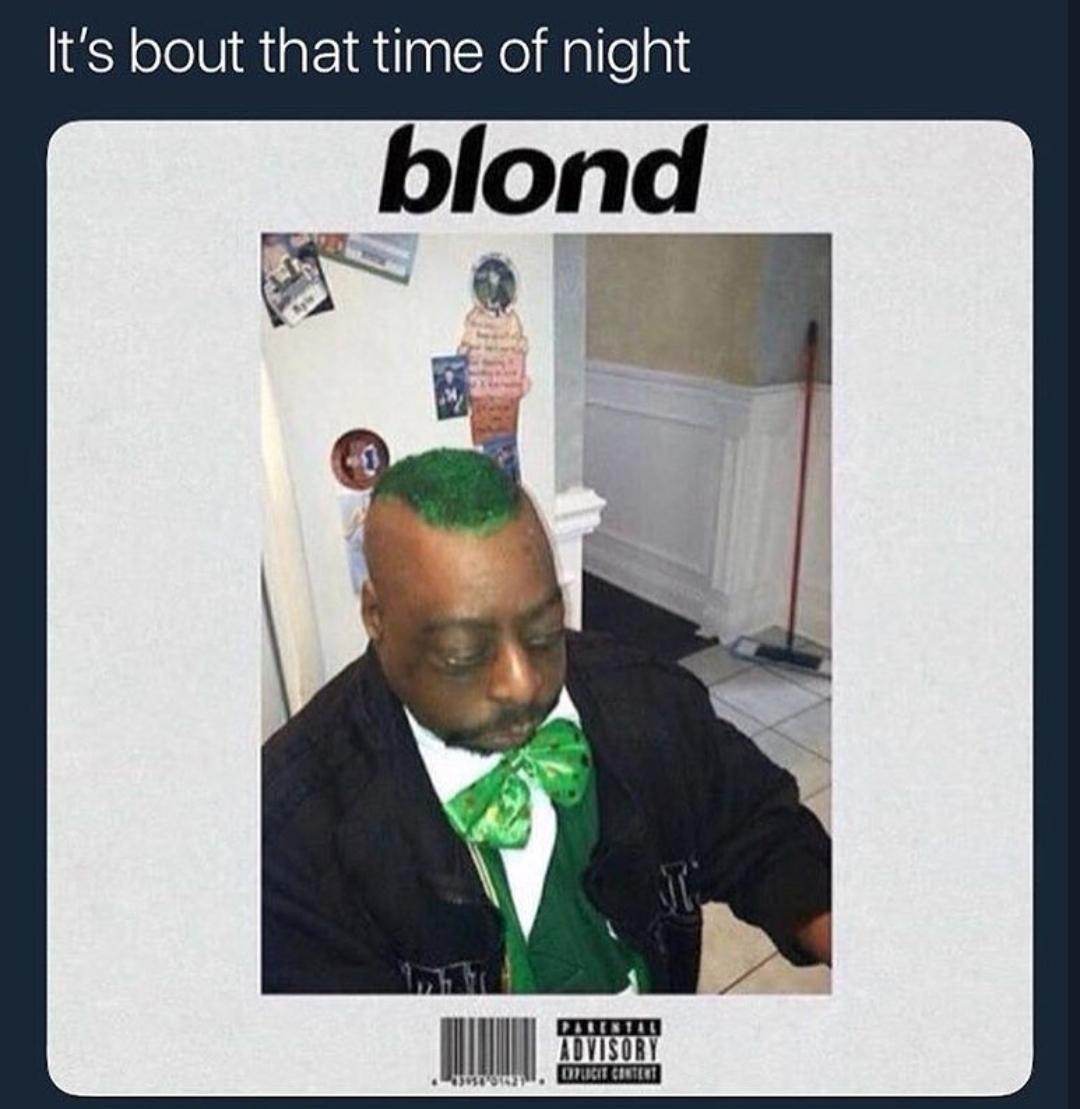 It's bout that time of night
blond
PARENTAL
ADVISORY
EXPLICIT CONTENT